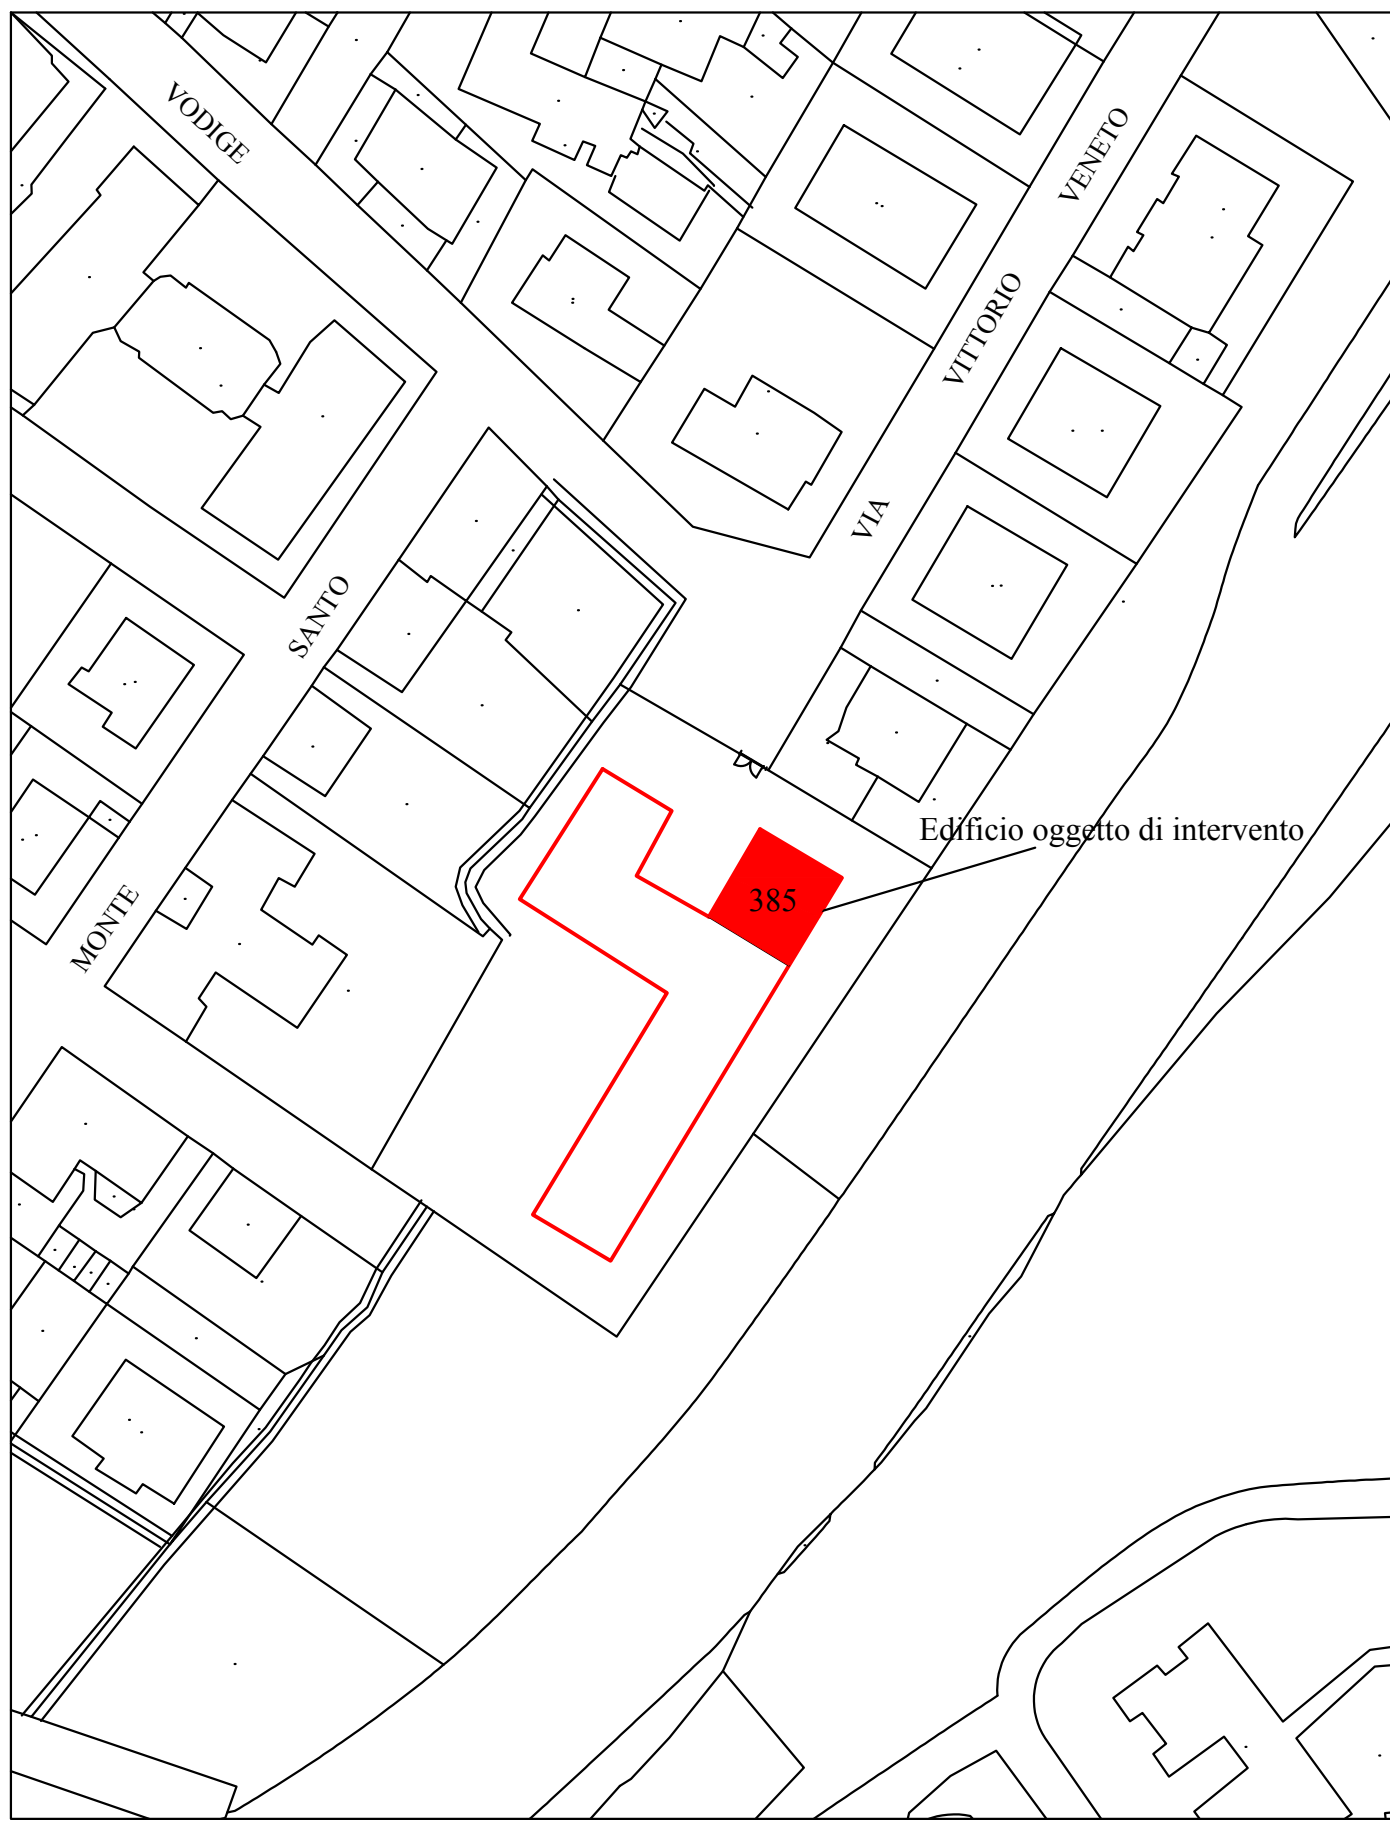 VODIGE
VENETO
VITTORIO
VIA
SANTO
MONTE
Edificio oggetto di intervento
385